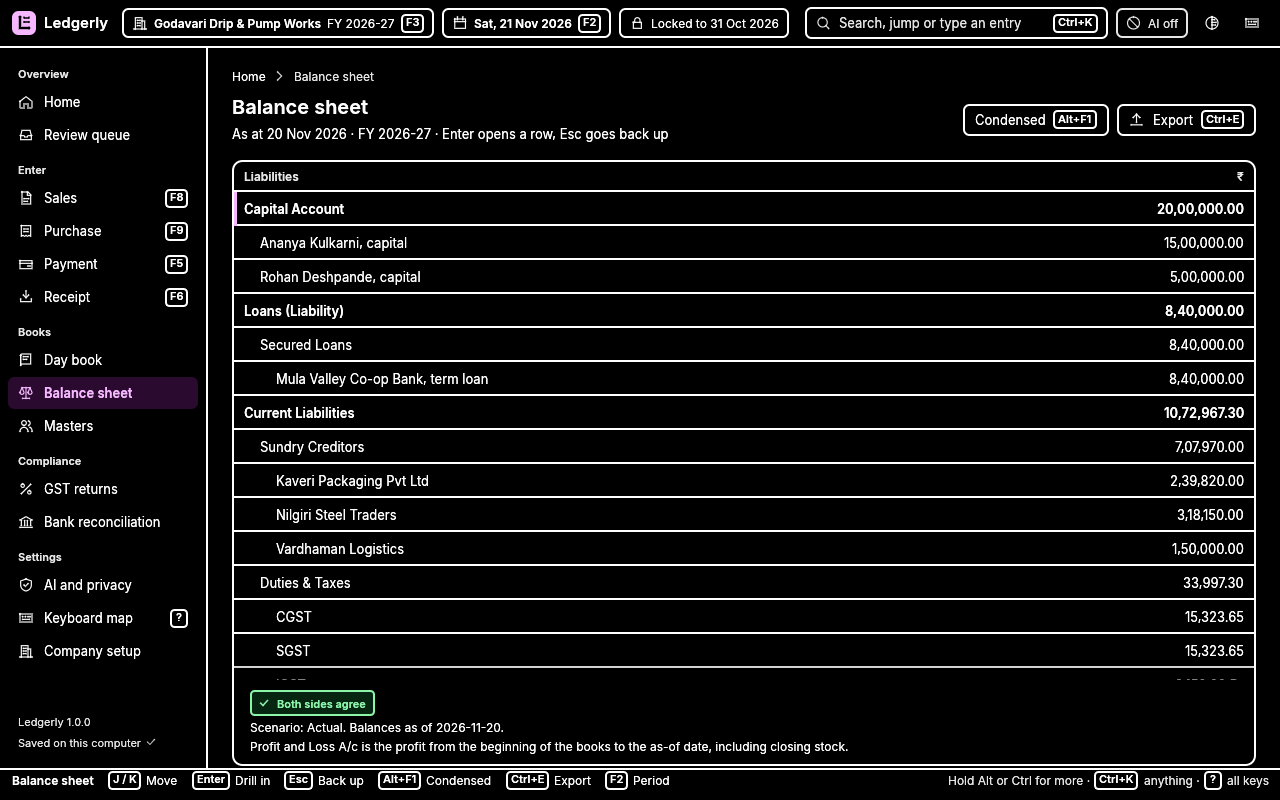 Ledgerly
Godavari Drip & Pump Works FY 2026-27 F3
Sat, 21 Nov 2026 F2
Locked to 31 Oct 2026
Search, jump or type an entry Ctrl+K
AI off
Overview
Home
Review queue
Enter
Sales F8
Purchase F9
Payment F5
Receipt F6
Books
Day book
Balance sheet
Masters
Compliance
GST returns
Bank reconciliation
Settings
AI and privacy
Keyboard map ?
Company setup
Ledgerly 1.0.0
Saved on this computer
Home Balance sheet
Balance sheet
As at 20 Nov 2026 · FY 2026-27 · Enter opens a row, Esc goes back up
Condensed Alt+F1
Export Ctrl+E
Liabilities ₹
Capital Account 20,00,000.00
Ananya Kulkarni, capital 15,00,000.00
Rohan Deshpande, capital 5,00,000.00
Loans (Liability) 8,40,000.00
Secured Loans 8,40,000.00
Mula Valley Co-op Bank, term loan 8,40,000.00
Current Liabilities 10,72,967.30
Sundry Creditors 7,07,970.00
Kaveri Packaging Pvt Ltd 2,39,820.00
Nilgiri Steel Traders 3,18,150.00
Vardhaman Logistics 1,50,000.00
Duties & Taxes 33,997.30
CGST 15,323.65
SGST 15,323.65
Both sides agree
Scenario: Actual. Balances as of 2026-11-20.
Profit and Loss A/c is the profit from the beginning of the books to the as-of date, including closing stock.
Balance sheet J / K Move Enter Drill in Esc Back up Alt+F1 Condensed Ctrl+E Export F2 Period
Hold Alt or Ctrl for more · Ctrl+K anything · ? all keys